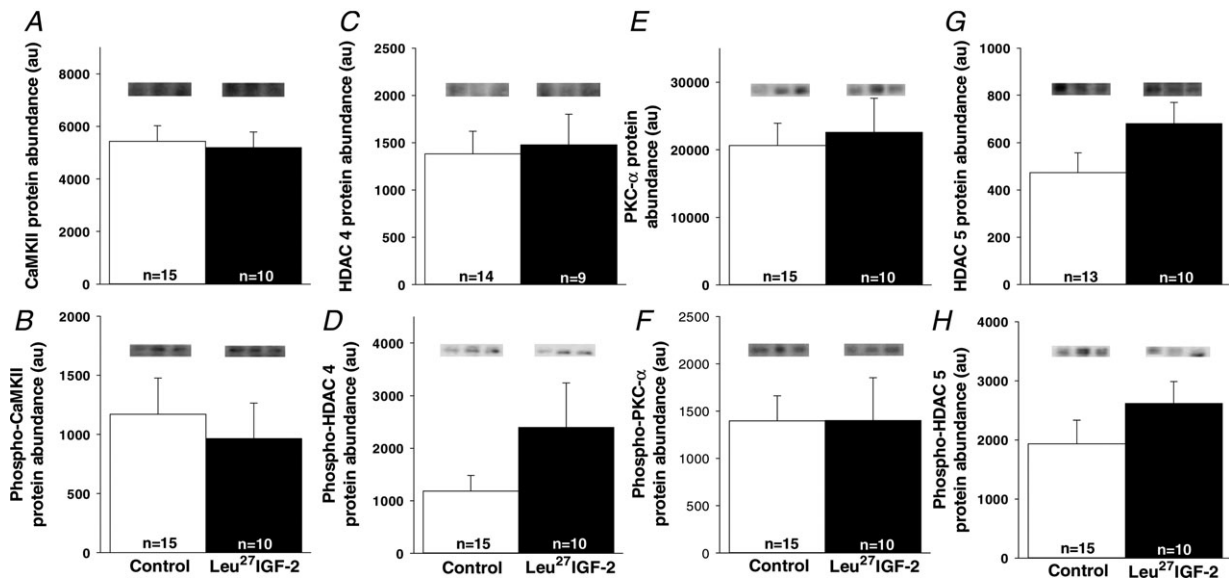 A
CaMKII protein abundance (au)
8000
6000
4000
2000
0
n=15
n=10
C
HDAC 4 protein abundance (au)
2500
2000
1500
1000
500
0
n=14
n=9
E
PKC-α protein
abundance (au)
30000
20000
10000
0
n=15
n=10
G
HDAC 5 protein abundance (au)
1000
800
600
400
200
0
n=13
n=10
B
Phospho-CaMKII
protein abundance (au)
2000
1500
1000
500
0
n=15
n=10
Control
Leu²⁷IGF-2
D
Phospho-HDAC 4
protein abundance (au)
4000
3000
2000
1000
0
n=15
n=10
Control
Leu²⁷IGF-2
F
Phospho-PKC-α
protein abundance (au)
2500
2000
1500
1000
500
0
n=15
n=10
Control
Leu²⁷IGF-2
H
Phospho-HDAC 5
protein abundance (au)
4000
3000
2000
1000
0
n=15
n=10
Control
Leu²⁷IGF-2